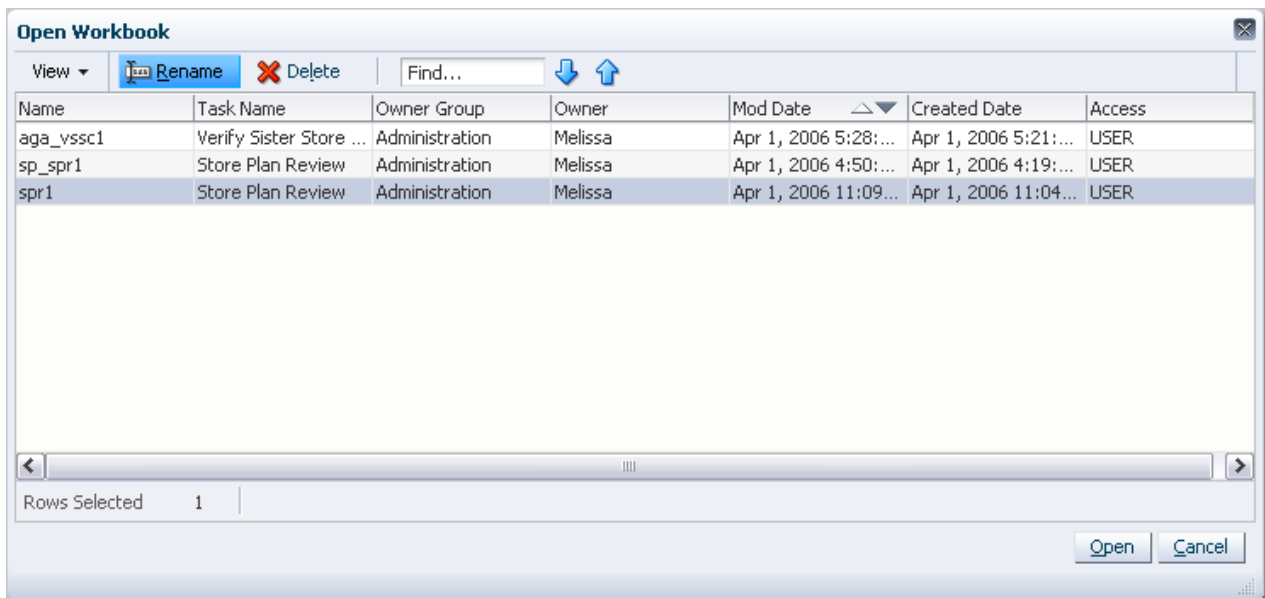 Open Workbook
View Rename Delete Find...
Name Task Name Owner Group Owner Mod Date Created Date Access
aga_vssc1 Verify Sister Store ... Administration Melissa Apr 1, 2006 5:28:... Apr 1, 2006 5:21:... USER
sp_spr1 Store Plan Review Administration Melissa Apr 1, 2006 4:50:... Apr 1, 2006 4:19:... USER
spr1 Store Plan Review Administration Melissa Apr 1, 2006 11:09... Apr 1, 2006 11:04... USER
Rows Selected 1
Open Cancel